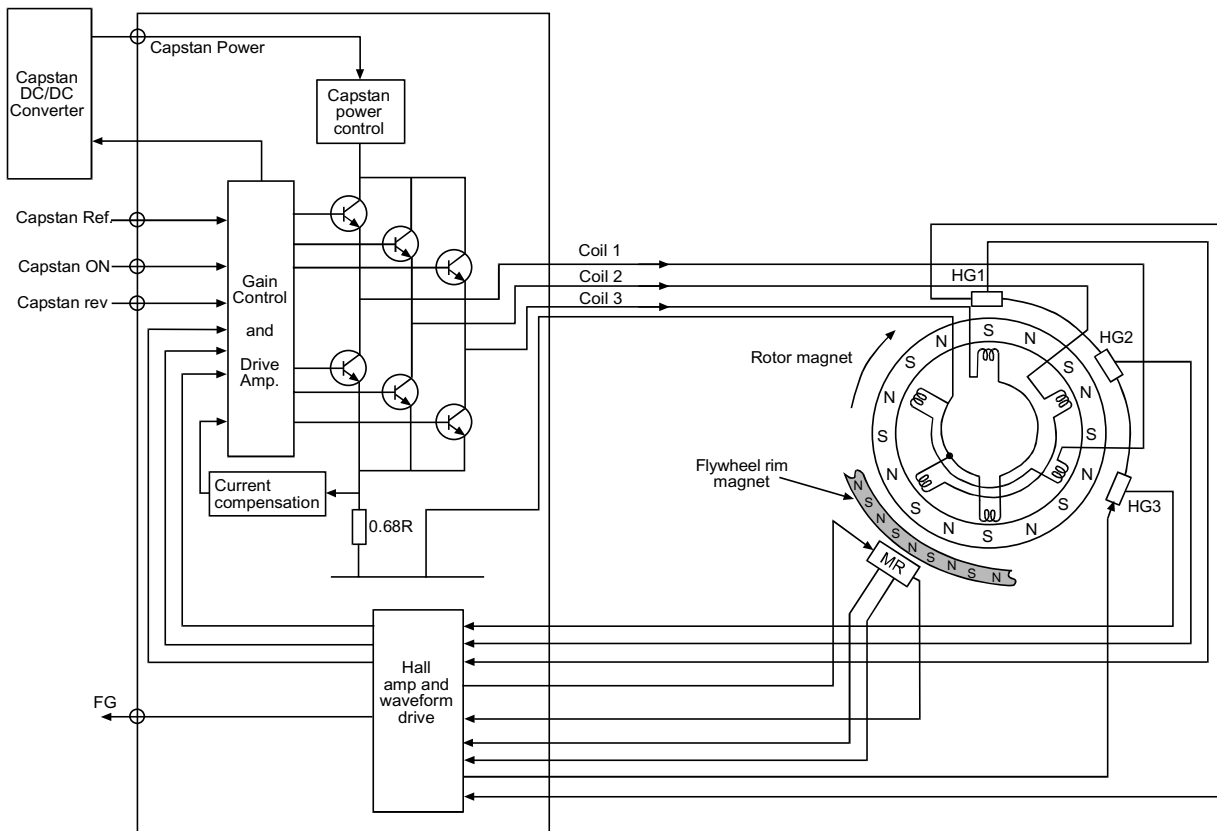 Capstan
DC/DC
Converter
Capstan Power
Capstan
power
control
Capstan Ref.
Capstan ON
Capstan rev
Gain
Control
and
Drive
Amp.
Current
compensation
0.68R
Coil 1
Coil 2
Coil 3
HG1
HG2
HG3
Rotor magnet
S N S N S N S N S N S N S N S N
Flywheel rim
magnet
N S N S N S N S N S N
MR
Hall
amp and
waveform
drive
FG